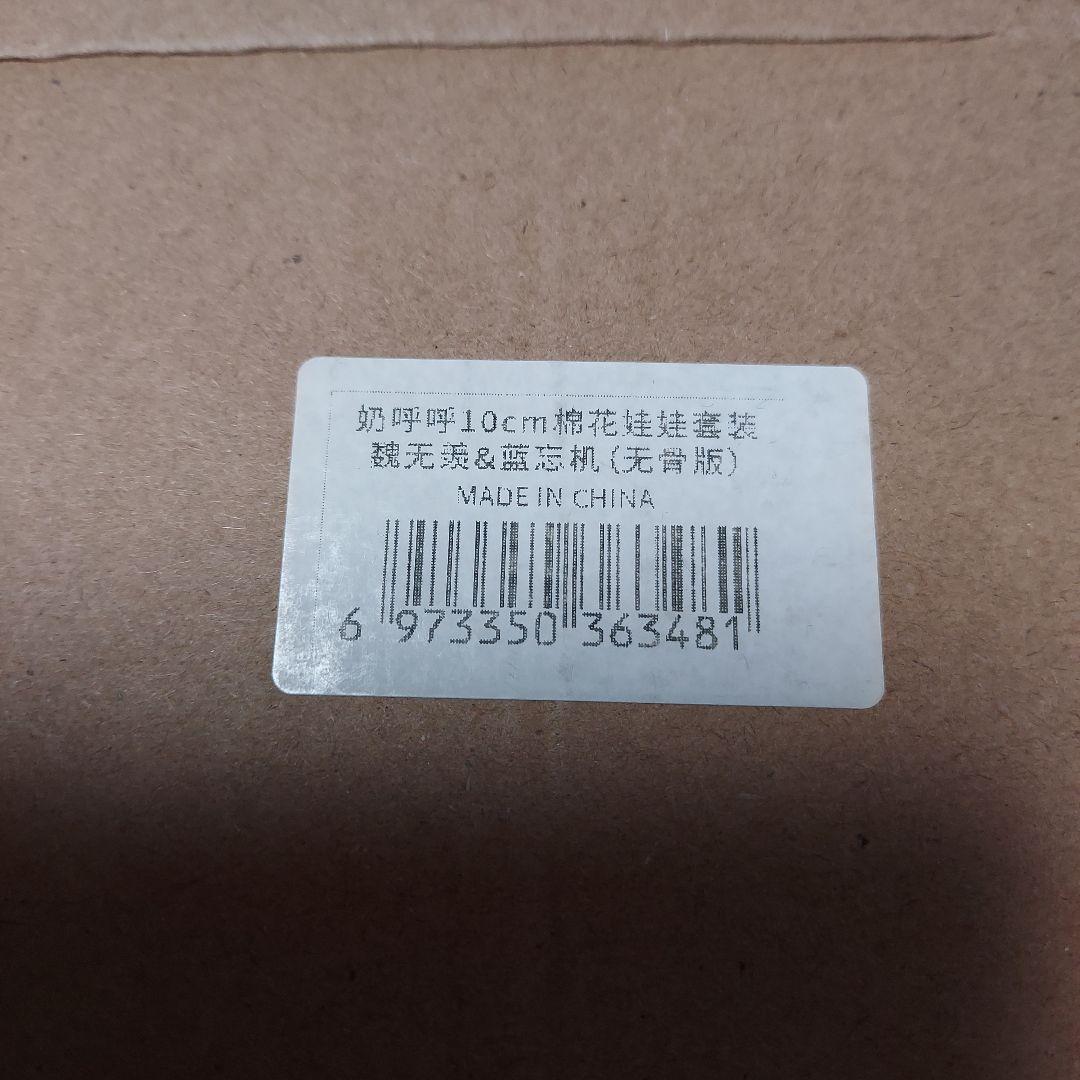 奶呼呼10cm棉花娃娃套装
魏无羡&蓝忘机(无骨版)
MADE IN CHINA
6 973350 363481